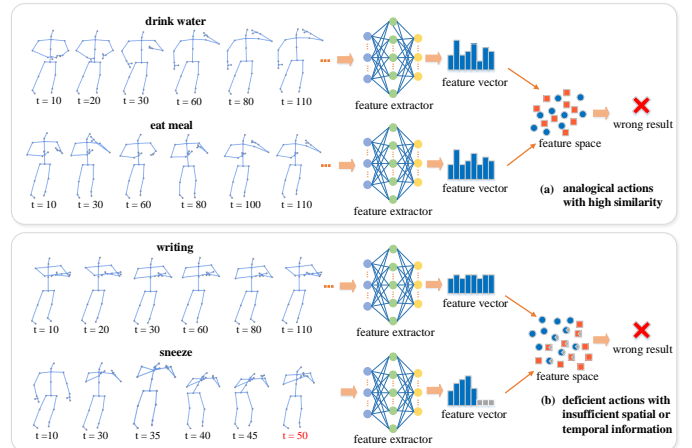 drink water
t = 10 t =20 t = 30 t = 60 t = 80 t = 110
feature extractor
feature vector
eat meal
t = 10 t = 30 t = 60 t = 80 t = 100 t = 110
feature extractor
feature vector
feature space
wrong result
(a) analogical actions
with high similarity
writing
t = 10 t = 20 t = 30 t = 60 t = 80 t = 110
feature extractor
feature vector
sneeze
t =10 t = 30 t = 35 t = 40 t = 45 t = 50
feature extractor
feature vector
feature space
wrong result
(b) deficient actions with
insufficient spatial or
temporal information